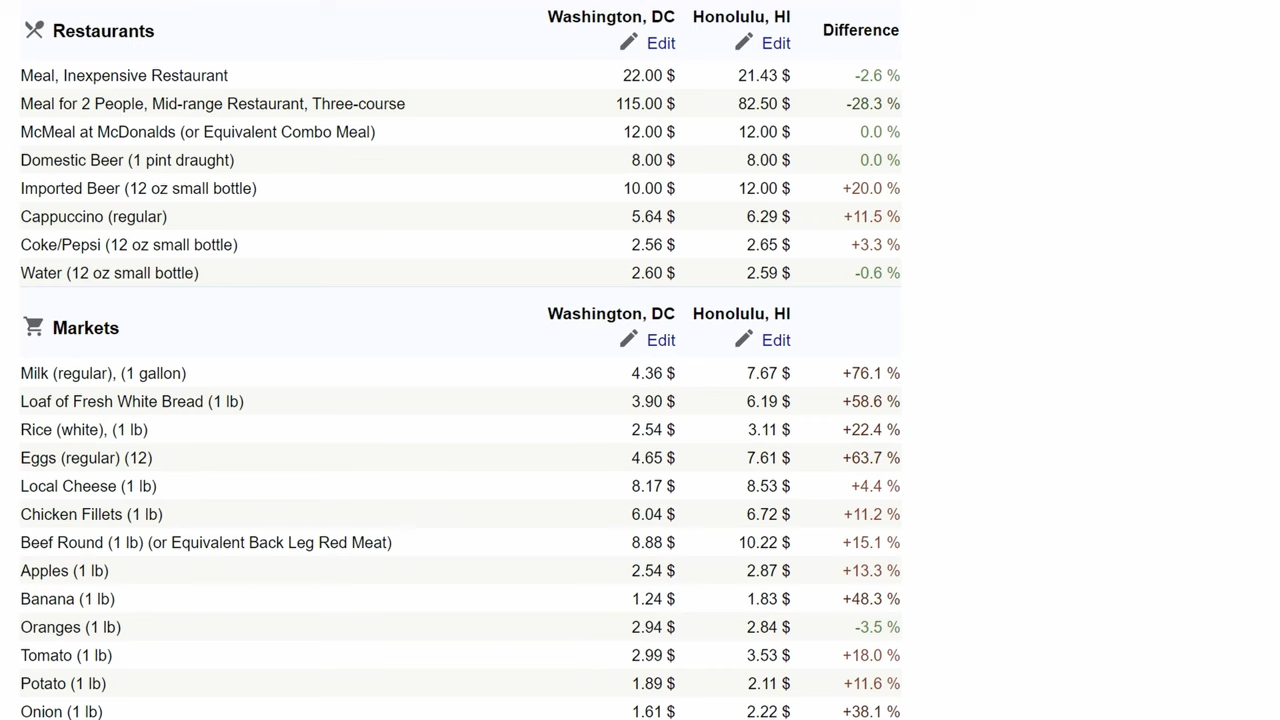 Restaurants Washington, DC Honolulu, HI Difference
Edit Edit
Meal, Inexpensive Restaurant 22.00 $ 21.43 $ -2.6 %
Meal for 2 People, Mid-range Restaurant, Three-course 115.00 $ 82.50 $ -28.3 %
McMeal at McDonalds (or Equivalent Combo Meal) 12.00 $ 12.00 $ 0.0 %
Domestic Beer (1 pint draught) 8.00 $ 8.00 $ 0.0 %
Imported Beer (12 oz small bottle) 10.00 $ 12.00 $ +20.0 %
Cappuccino (regular) 5.64 $ 6.29 $ +11.5 %
Coke/Pepsi (12 oz small bottle) 2.56 $ 2.65 $ +3.3 %
Water (12 oz small bottle) 2.60 $ 2.59 $ -0.6 %
Markets Washington, DC Honolulu, HI
Edit Edit
Milk (regular), (1 gallon) 4.36 $ 7.67 $ +76.1 %
Loaf of Fresh White Bread (1 lb) 3.90 $ 6.19 $ +58.6 %
Rice (white), (1 lb) 2.54 $ 3.11 $ +22.4 %
Eggs (regular) (12) 4.65 $ 7.61 $ +63.7 %
Local Cheese (1 lb) 8.17 $ 8.53 $ +4.4 %
Chicken Fillets (1 lb) 6.04 $ 6.72 $ +11.2 %
Beef Round (1 lb) (or Equivalent Back Leg Red Meat) 8.88 $ 10.22 $ +15.1 %
Apples (1 lb) 2.54 $ 2.87 $ +13.3 %
Banana (1 lb) 1.24 $ 1.83 $ +48.3 %
Oranges (1 lb) 2.94 $ 2.84 $ -3.5 %
Tomato (1 lb) 2.99 $ 3.53 $ +18.0 %
Potato (1 lb) 1.89 $ 2.11 $ +11.6 %
Onion (1 lb) 1.61 $ 2.22 $ +38.1 %